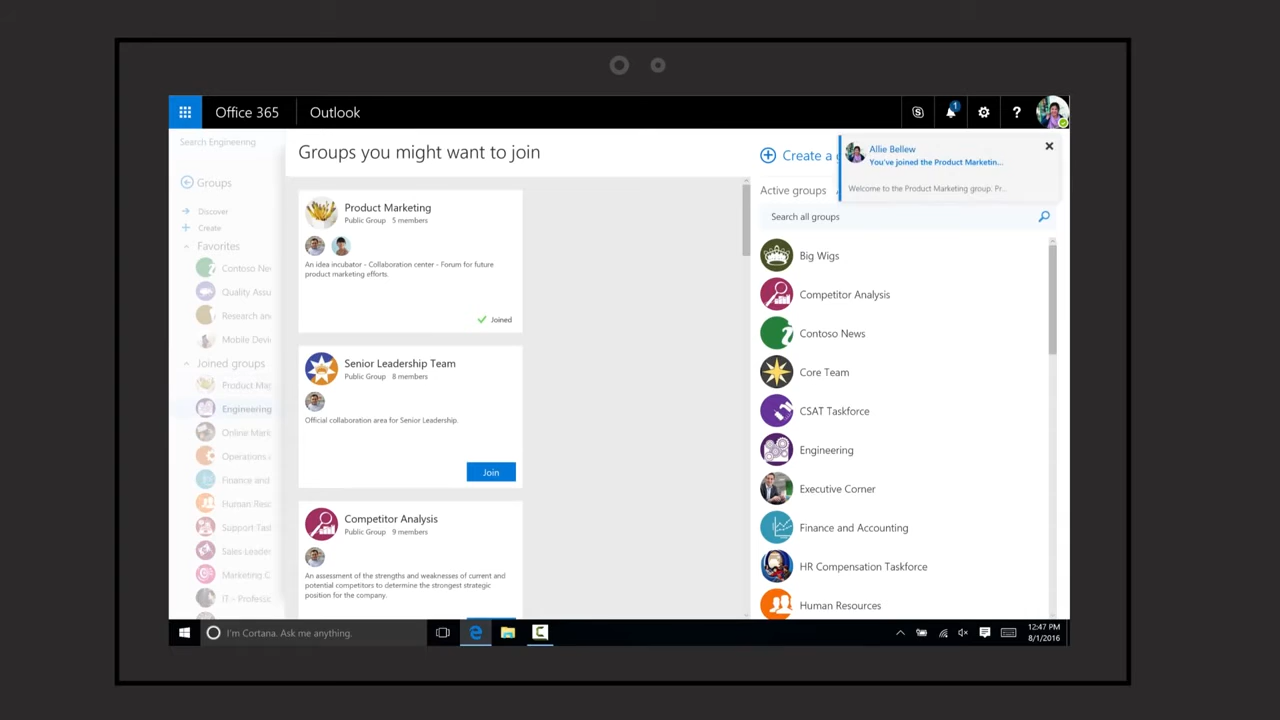 Office 365
Outlook
1
?
Search Engineering
Groups
Discover
Create
Favorites
Contoso Ne
Quality Assu
Research an
Mobile Devi
Joined groups
Product Ma
Engineering
Online Mark
Operations
Finance and
Human Res
Support Tas
Sales Leader
Marketing C
IT - Professi
Groups you might want to join
Product Marketing
Public Group 5 members
An idea incubator - Collaboration center - Forum for future
product marketing efforts.
Joined
Senior Leadership Team
Public Group 8 members
Official collaboration area for Senior Leadership.
Join
Competitor Analysis
Public Group 9 members
An assessment of the strengths and weaknesses of current and
potential competitors to determine the strongest strategic
position for the company.
Create a
Allie Bellew
You've joined the Product Marketin...
Welcome to the Product Marketing group. Pr...
Active groups
Search all groups
Big Wigs
Competitor Analysis
Contoso News
Core Team
CSAT Taskforce
Engineering
Executive Corner
Finance and Accounting
HR Compensation Taskforce
Human Resources
I'm Cortana. Ask me anything.
12:47 PM
8/1/2016